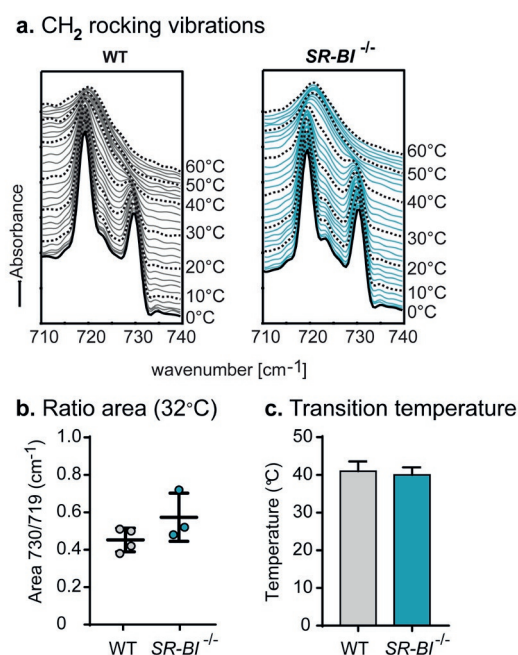 a. CH₂ rocking vibrations
WT
SR-BI -/-
Absorbance
60°C
50°C
40°C
30°C
20°C
10°C
0°C
60°C
50°C
40°C
30°C
20°C
10°C
0°C
710 720 730 740
710 720 730 740
wavenumber [cm-1]
b. Ratio area (32°C)
Area 730/719 (cm-1)
1.0
0.8
0.6
0.4
0.2
0
WT SR-BI -/-
c. Transition temperature
Temperature (°C)
50
40
30
20
10
0
WT SR-BI -/-